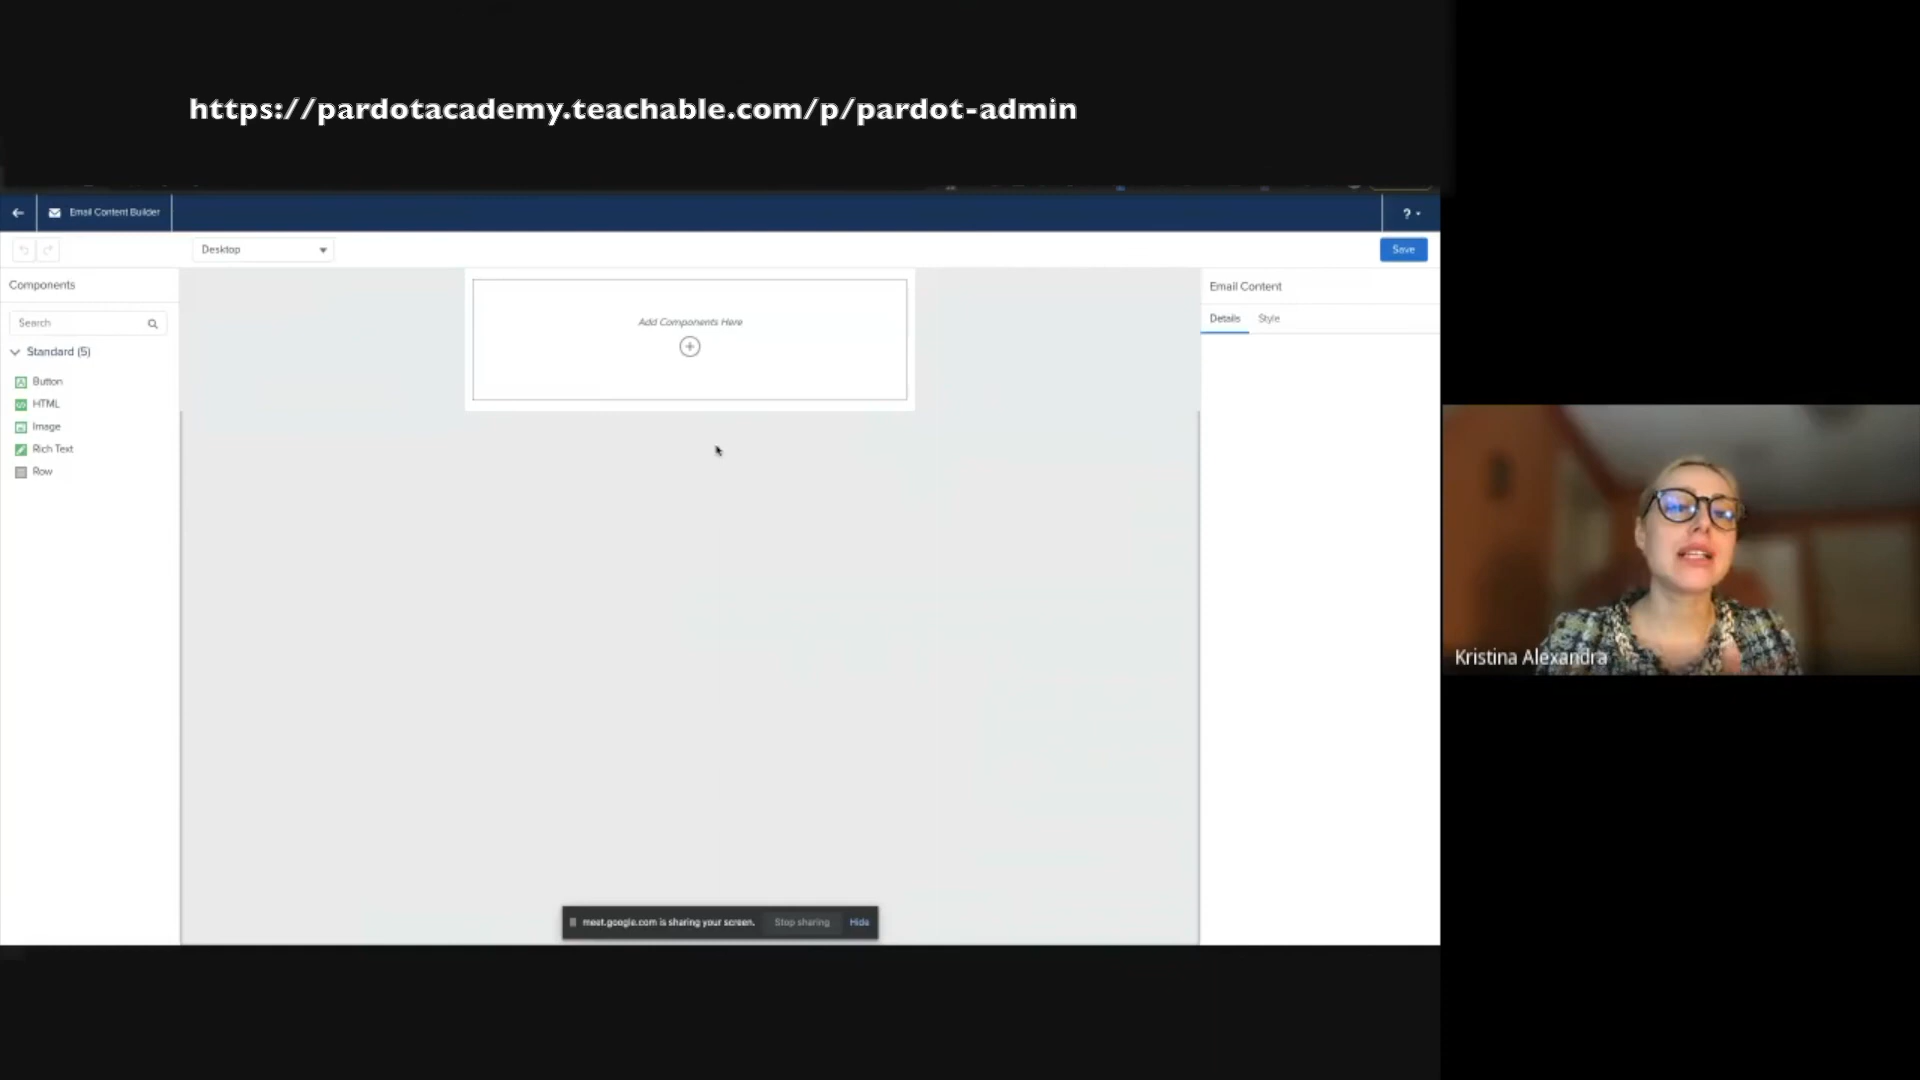 https://pardotacademy.teachable.com/p/pardot-admin
Email Content Builder
?
Desktop
Save
Components
Search
Standard (5)
Button
HTML
Image
Rich Text
Row
Add Components Here
Email Content
Details Style
Kristina Alexandra
meet.google.com is sharing your screen. Stop sharing Hide